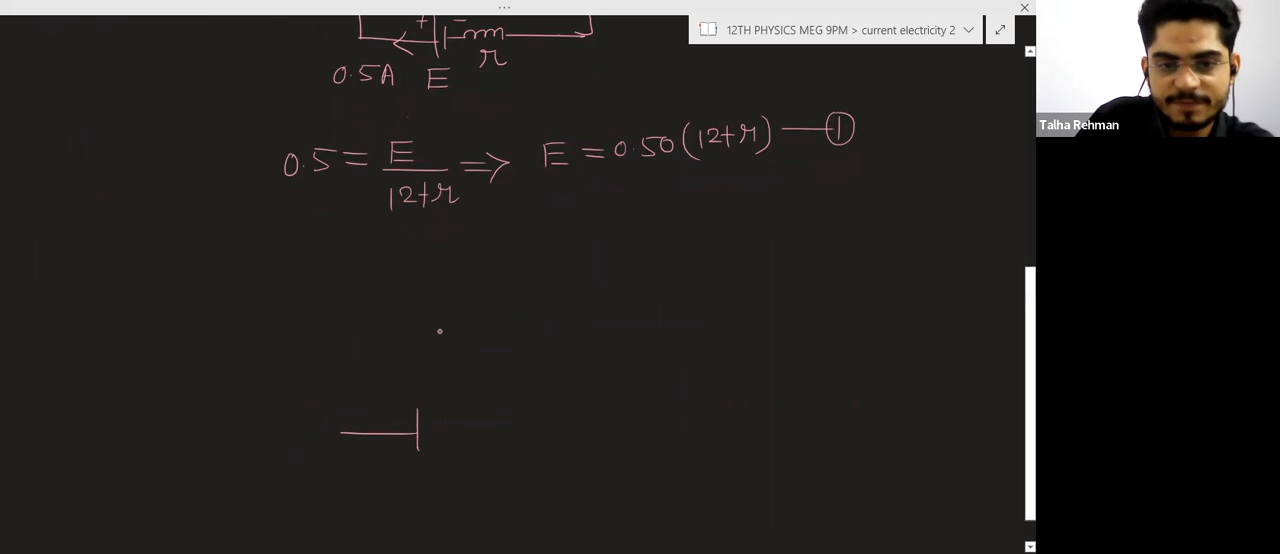 12TH PHYSICS MEG 9PM > current electricity 2
+ -
r
0.5A E
0.5 = E / 12+r ⇒ E = 0.50 (12+r) — ①
Talha Rehman